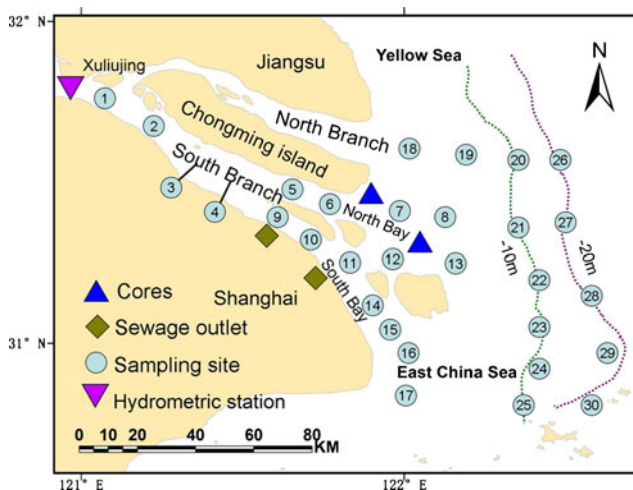 32° N
Yellow Sea
N
Jiangsu
Xuliujing
1
2
North Branch
18
19
20
26
Chongming island
South Branch
3
4
5
6
North Bay
7
8
9
10
21
27
-10m
-20m
11
12
13
South Bay
22
28
Cores
Sewage outlet
Shanghai
14
15
23
31° N
Sampling site
16
29
East China Sea
24
Hydrometric station
17
25
30
0 10 20 40 60 80
KM
121° E
122° E